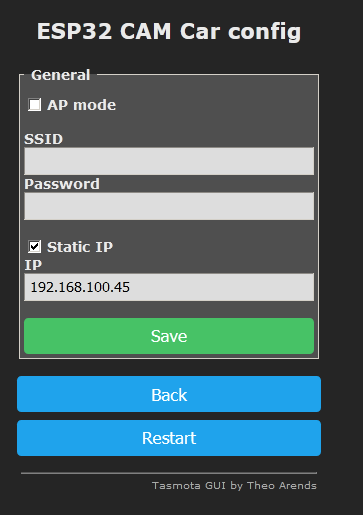 ESP32 CAM Car config
General
AP mode
SSID
Password
Static IP
IP
192.168.100.45
Save
Back
Restart
Tasmota GUI by Theo Arends